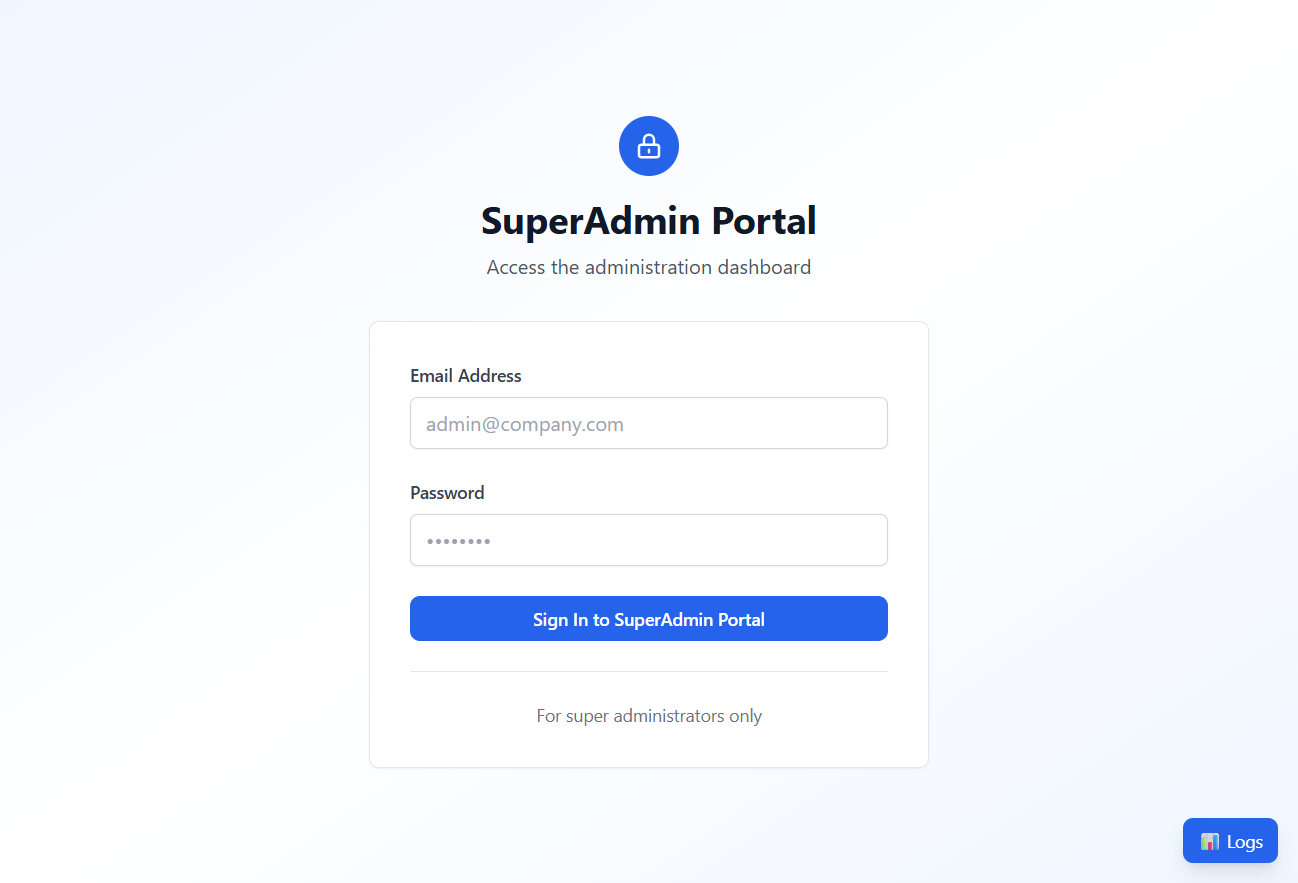 SuperAdmin Portal
Access the administration dashboard
Email Address
admin@company.com
Password
••••••••
Sign In to SuperAdmin Portal
For super administrators only
Logs